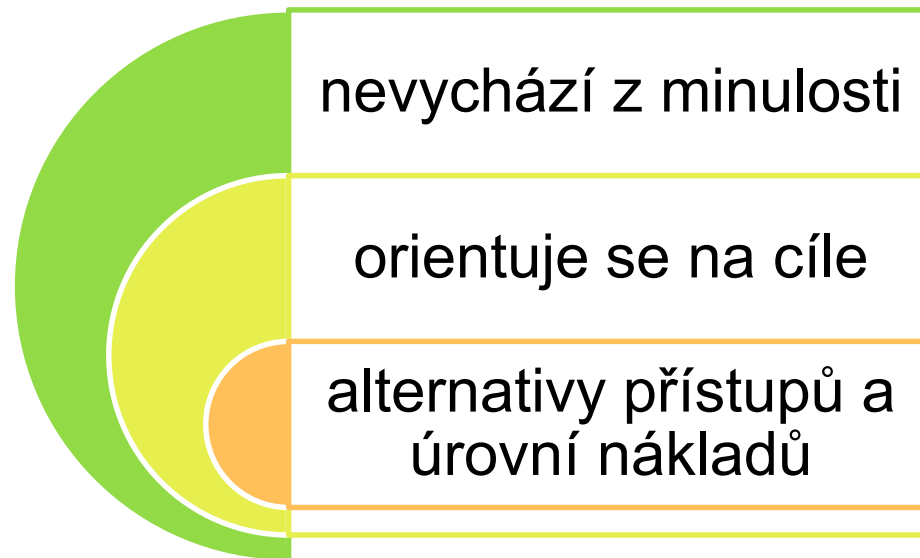 nevychází z minulosti
orientuje se na cíle
alternativy přístupů a
úrovní nákladů